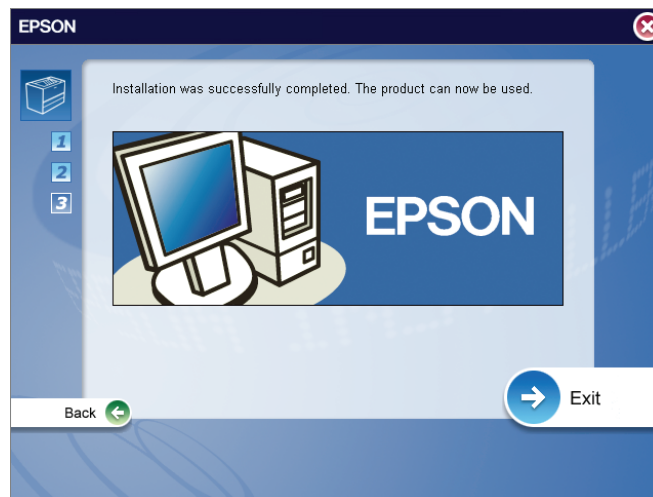 EPSON
Installation was successfully completed. The product can now be used.
1
2
3
EPSON
Back
Exit